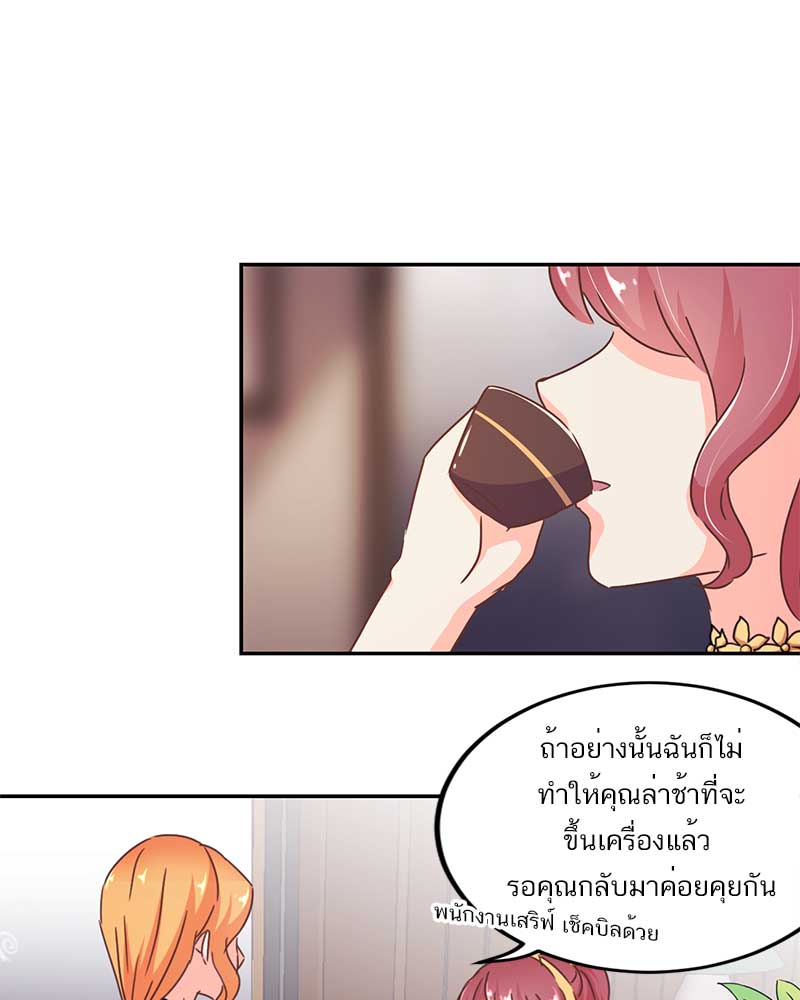 ถ้าอย่างนั้นฉันก็ไม่
ทำให้คุณล่าช้าที่จะ
ขึ้นเครื่องแล้ว
รอคุณกลับมาค่อยคุยกัน
พนักงานเสริฟ์ เช็คบิลด้วย